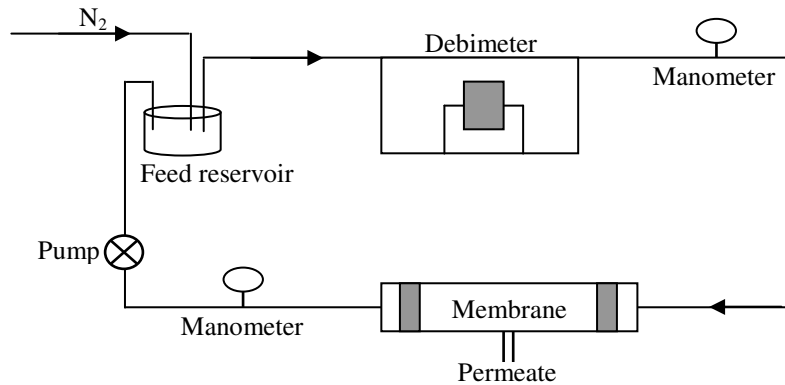 N₂
Debimeter
Manometer
Feed reservoir
Pump
Manometer
Membrane
Permeate